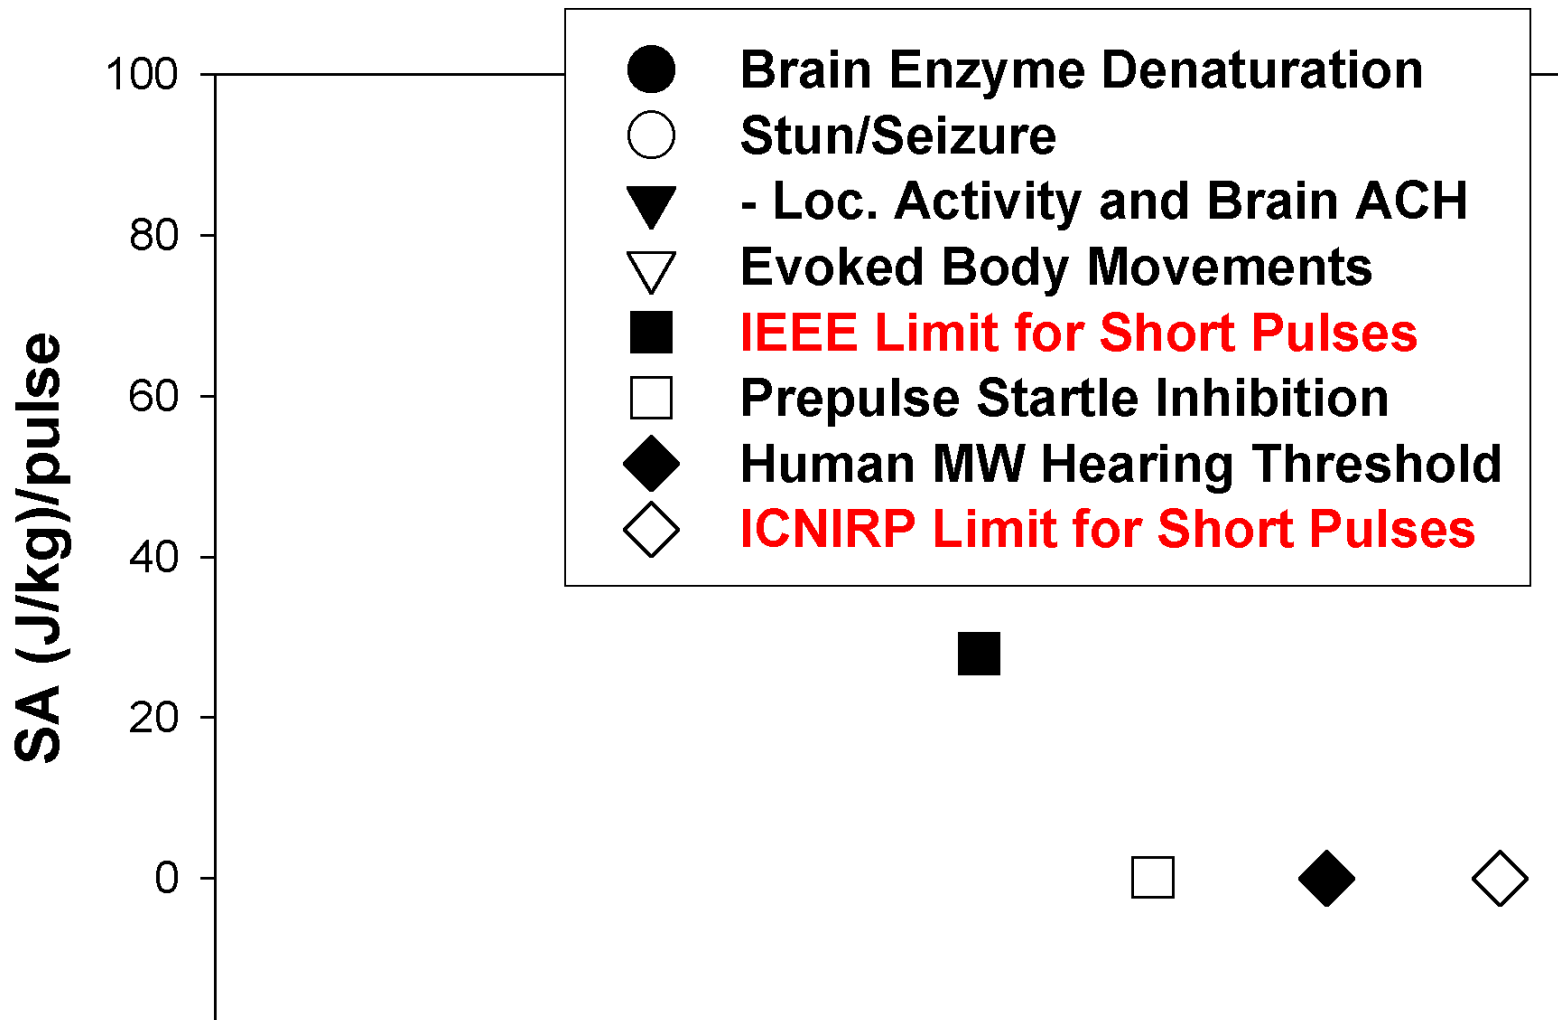 Brain Enzyme Denaturation
Stun/Seizure
- Loc. Activity and Brain ACH
Evoked Body Movements
IEEE Limit for Short Pulses
Prepulse Startle Inhibition
Human MW Hearing Threshold
ICNIRP Limit for Short Pulses
SA (J/kg)/pulse
100
80
60
40
20
0